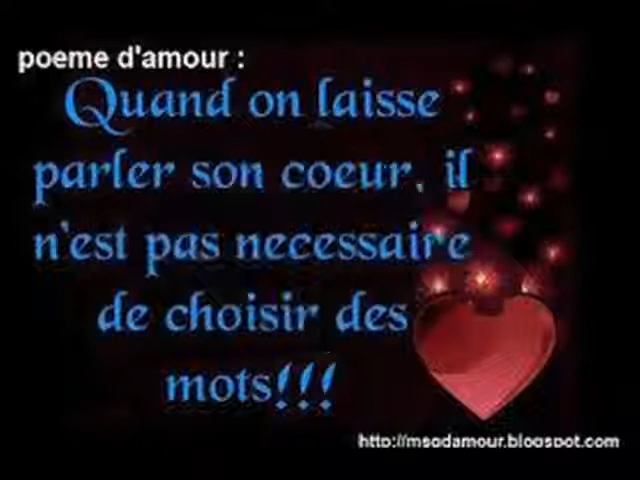 poeme d'amour :
Quand on laisse
parler son coeur, il
n'est pas necessaire
de choisir des
mots!!!
http://msgdamour.blogspot.com